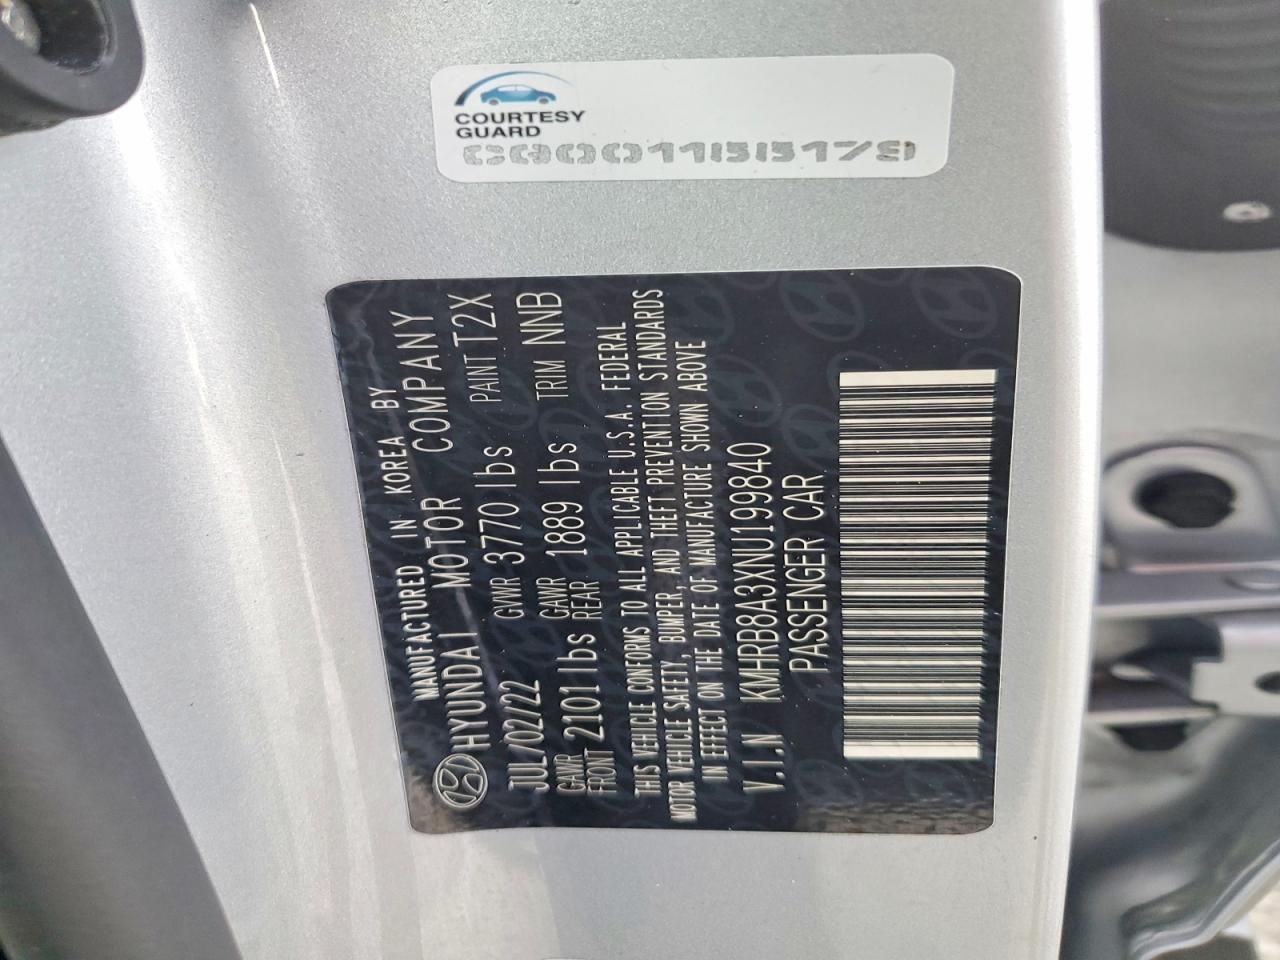 COURTESY
GUARD
CG001155179
MANUFACTURED IN KOREA BY
HYUNDAI MOTOR COMPANY
JUL/02/22 GVWR 3770 lbs PAINT T2X
GAWR FRONT 2101 lbs GAWR REAR 1889 lbs TRIM NNB
THIS VEHICLE CONFORMS TO ALL APPLICABLE U.S.A. FEDERAL
MOTOR VEHICLE SAFETY, BUMPER, AND THEFT PREVENTION STANDARDS
IN EFFECT ON THE DATE OF MANUFACTURE SHOWN ABOVE
V.I.N KMHRB8A3XNU199840
PASSENGER CAR